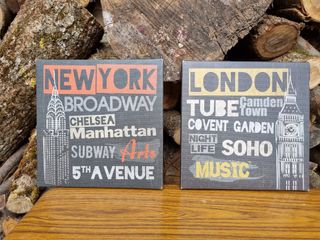 NEW YORK
BROADWAY
CHELSEA
Manhattan
SUBWAY Arts
5TH AVENUE
LONDON
TUBE Camden Town
COVENT GARDEN
NIGHT LIFE SOHO
MUSIC